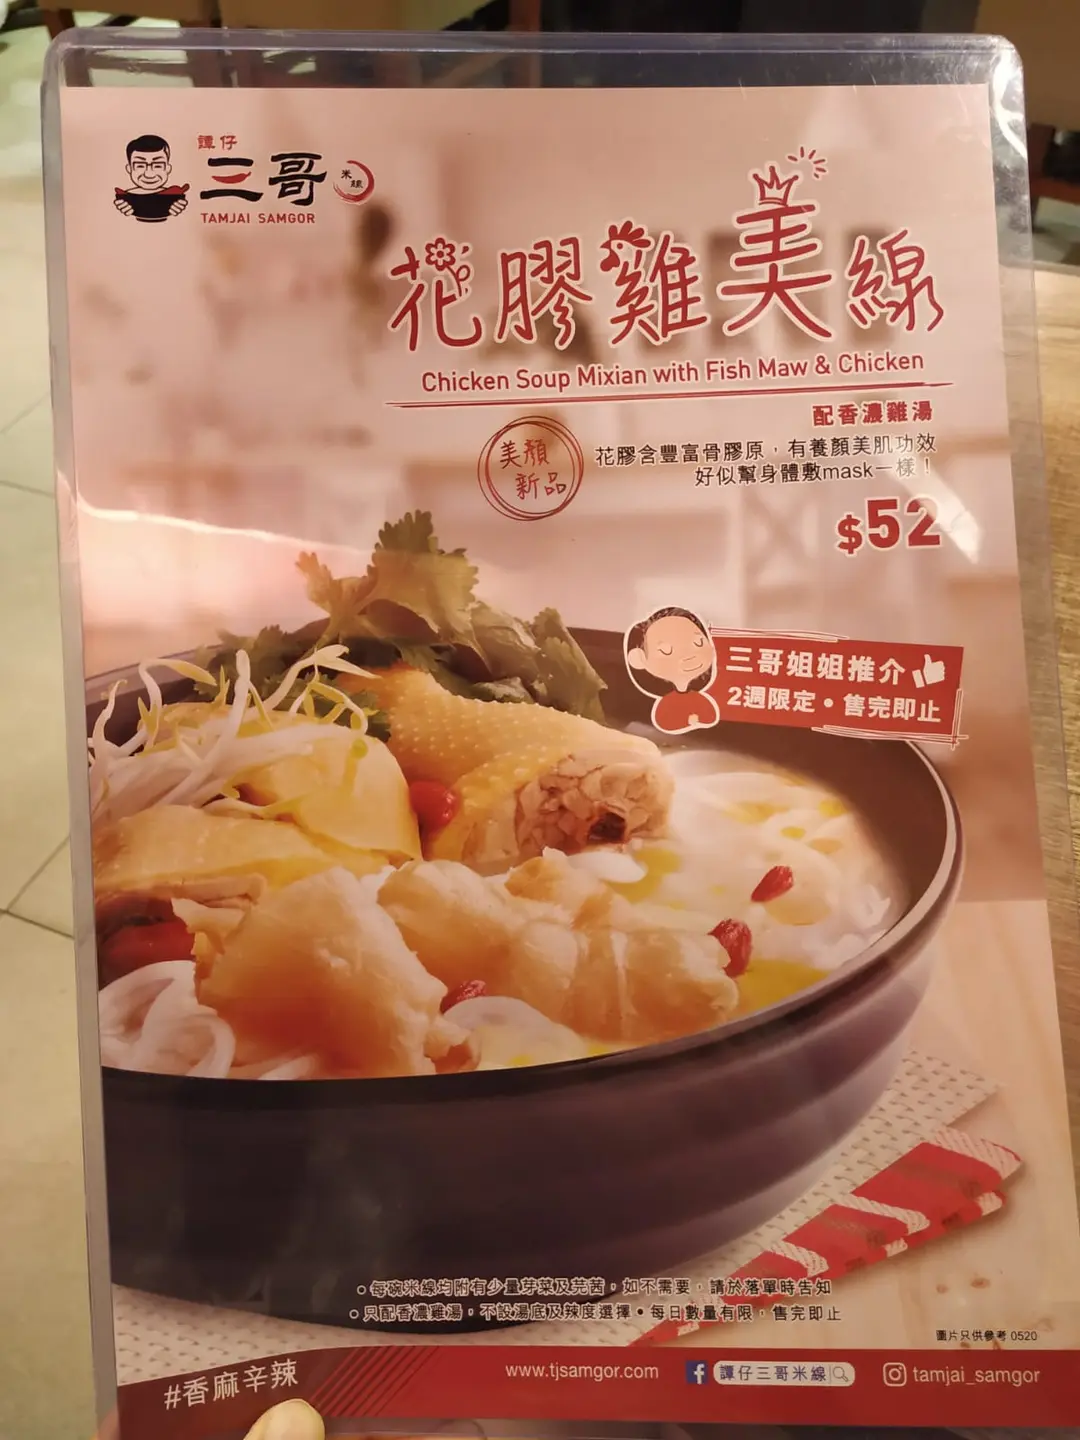 譚仔
三哥
米線
TAMJAI SAMGOR
花膠雞美線
Chicken Soup Mixian with Fish Maw & Chicken
配香濃雞湯
美顏
新品
花膠含豐富骨膠原，有養顏美肌功效
好似幫身體敷mask一樣！
$52
三哥姐姐推介
2週限定•售完即止
•每碗米線均附有少量芽菜及芫茜，如不需要，請於落單時告知
•只配香濃雞湯，不設湯底及辣度選擇•每日數量有限，售完即止
圖片只供參考 0520
#香麻辛辣
www.tjsamgor.com
譚仔三哥米線
tamjai_samgor